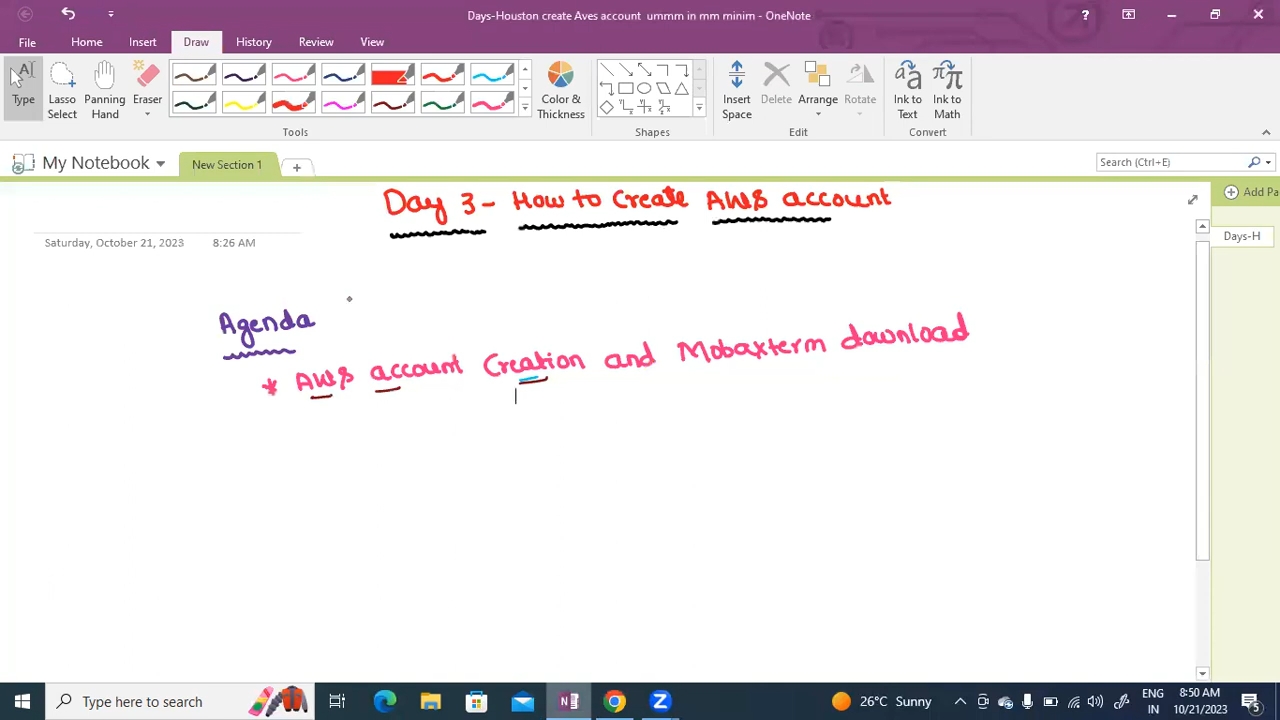 Days-Houston create Aves account ummm in mm minim - OneNote
File Home Insert Draw History Review View
Type Lasso Select Panning Hand Eraser Color & Thickness Insert Space Delete Arrange Rotate Ink to Text Ink to Math
Tools Shapes Edit Convert
My Notebook New Section 1 Search (Ctrl+E)
Day 3- How to Create AWS account
Add Pa
Days-H
Saturday, October 21, 2023 8:26 AM
Agenda
* AWS account Creation and Mobaxterm download
Type here to search 26°C Sunny ENG IN 8:50 AM 10/21/2023